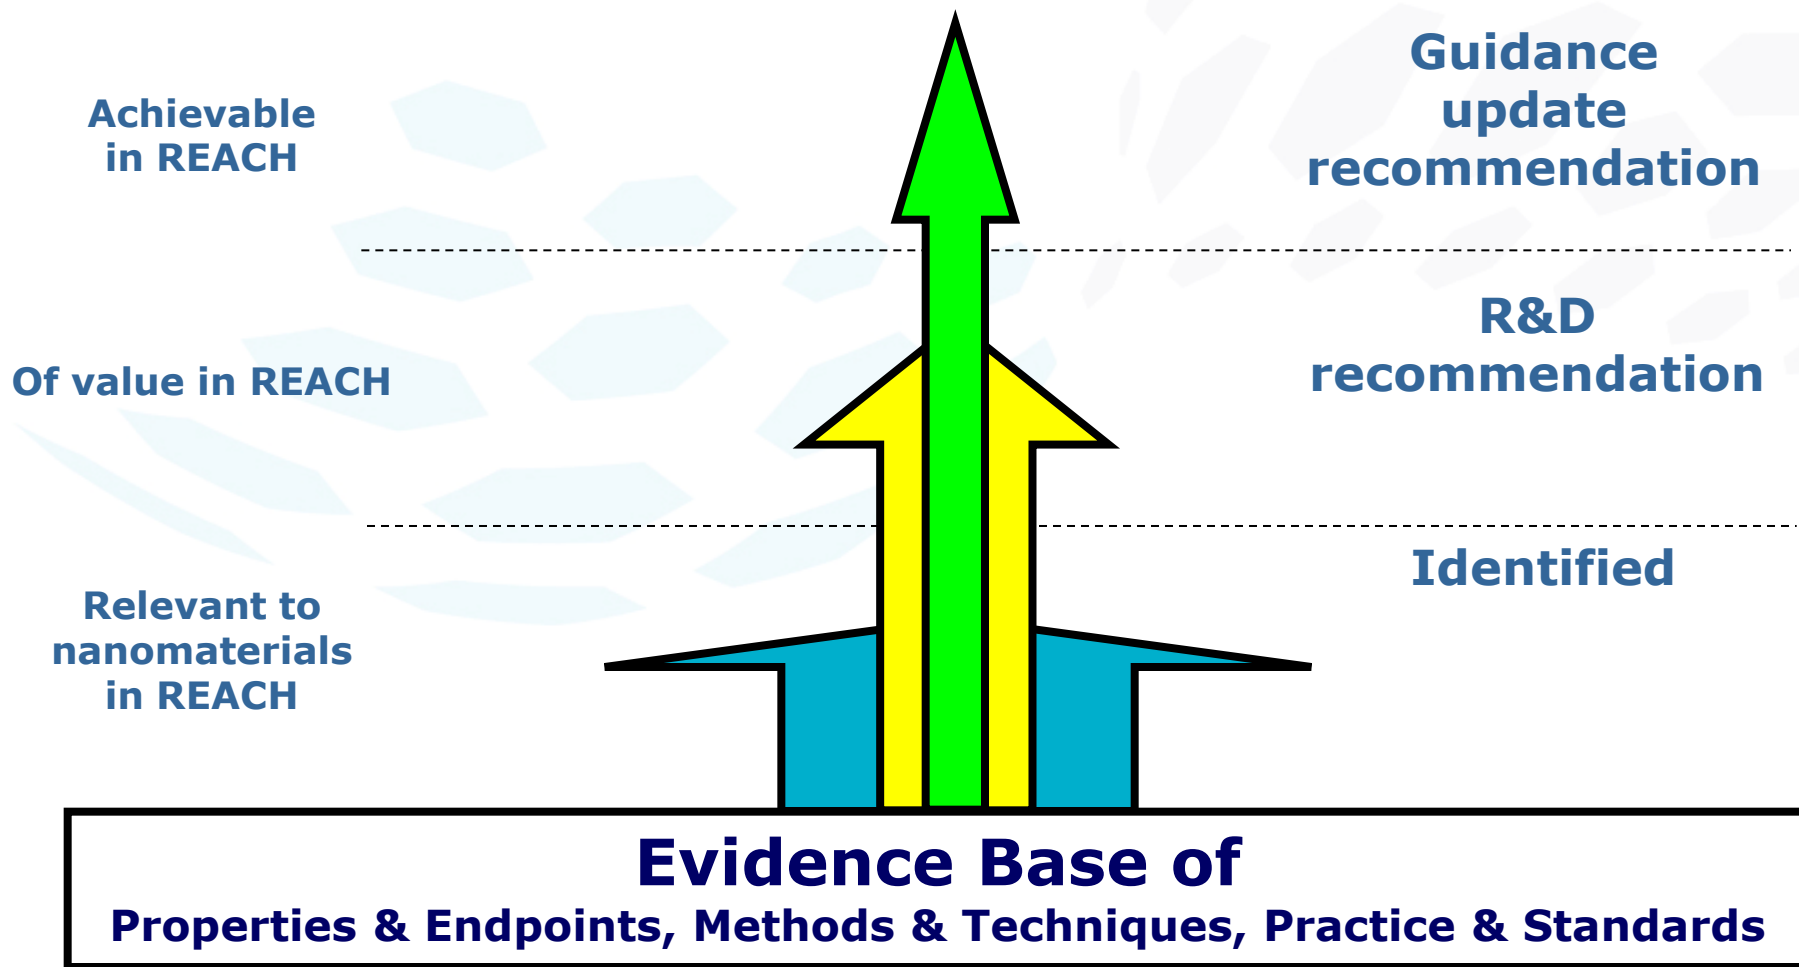 Achievable
in REACH
Guidance
update
recommendation
Of value in REACH
R&D
recommendation
Relevant to
nanomaterials
in REACH
Identified
Evidence Base of
Properties & Endpoints, Methods & Techniques, Practice & Standards